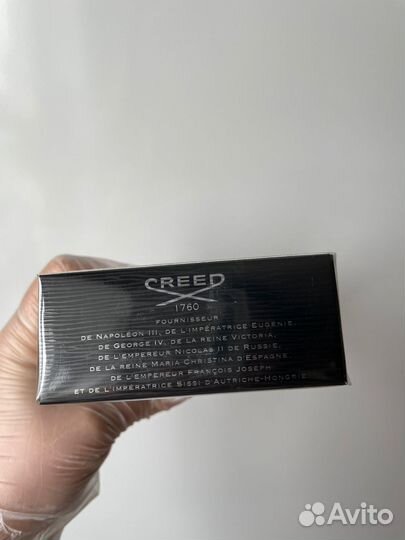 CREED
1760
FOURNISSEUR
DE NAPOLÉON III, DE L'IMPÉRATRICE EUGÉNIE,
DE GEORGE IV, DE LA REINE VICTORIA,
DE L'EMPEREUR NICOLAS II DE RUSSIE,
DE LA REINE MARIA CHRISTINA D'ESPAGNE,
DE L'EMPEREUR FRANÇOIS JOSEPH
ET DE L'IMPÉRATRICE SISSI D'AUTRICHE-HONGRIE
Avito